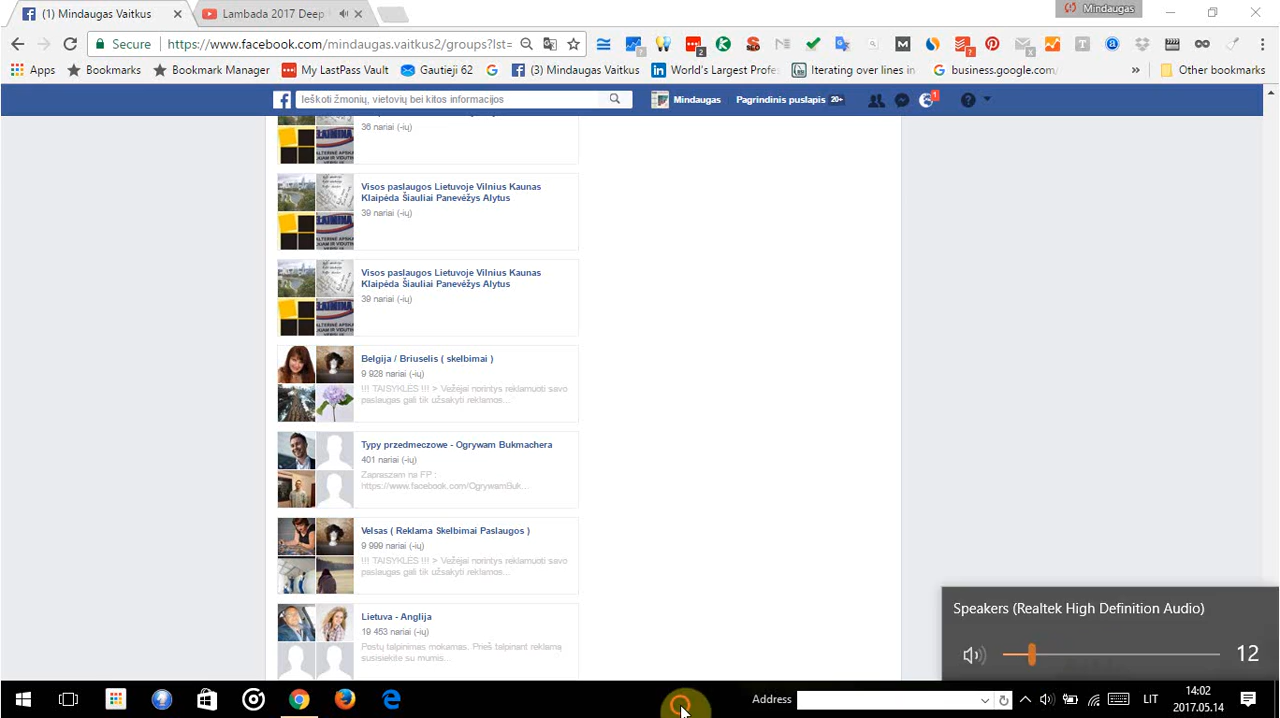 (1) Mindaugas Vaitkus
Lambada 2017 Deep
Mindaugas
Secure
https://www.facebook.com/mindaugas.vaitkus2/groups?lst=
Apps
Bookmarks
Bookmark Manager
My LastPass Vault
Gautieji 62
(1) Mindaugas Vaitkus
World's Largest Profe
Iterating over lines in
business.google.com/
»
Other bookmarks
Ieškoti žmonių, vietovių bei kitos informacijos
Mindaugas
Pagrindinis puslapis 20+
1
36 nariai (-ių)
Visos paslaugos Lietuvoje Vilnius Kaunas
Klaipėda Šiauliai Panevėžys Alytus
39 nariai (-ių)
Visos paslaugos Lietuvoje Vilnius Kaunas
Klaipėda Šiauliai Panevėžys Alytus
39 nariai (-ių)
Belgija / Briuselis ( skelbimai )
9 928 nariai (-ių)
!!! TAISYKLĖS !!! > Vežėjai norintys reklamuoti savo
paslaugas gali tik užsakyti reklamos...
Typy przedmeczowe - Ogrywam Bukmachera
401 nariai (-ių)
Zapraszam na FP :
https://www.facebook.com/OgrywamBuk...
Velsas ( Reklama Skelbimai Paslaugos )
9 999 nariai (-ių)
!!! TAISYKLĖS !!! > Vežėjai norintys reklamuoti savo
paslaugas gali tik užsakyti reklamos...
Lietuva - Anglija
19 453 nariai (-ių)
Postų talpinimas mokamas. Prieš talpinant reklamą
susisiekite su mumis...
Speakers (Realtek High Definition Audio)
12
Address
LIT
14:02
2017.05.14